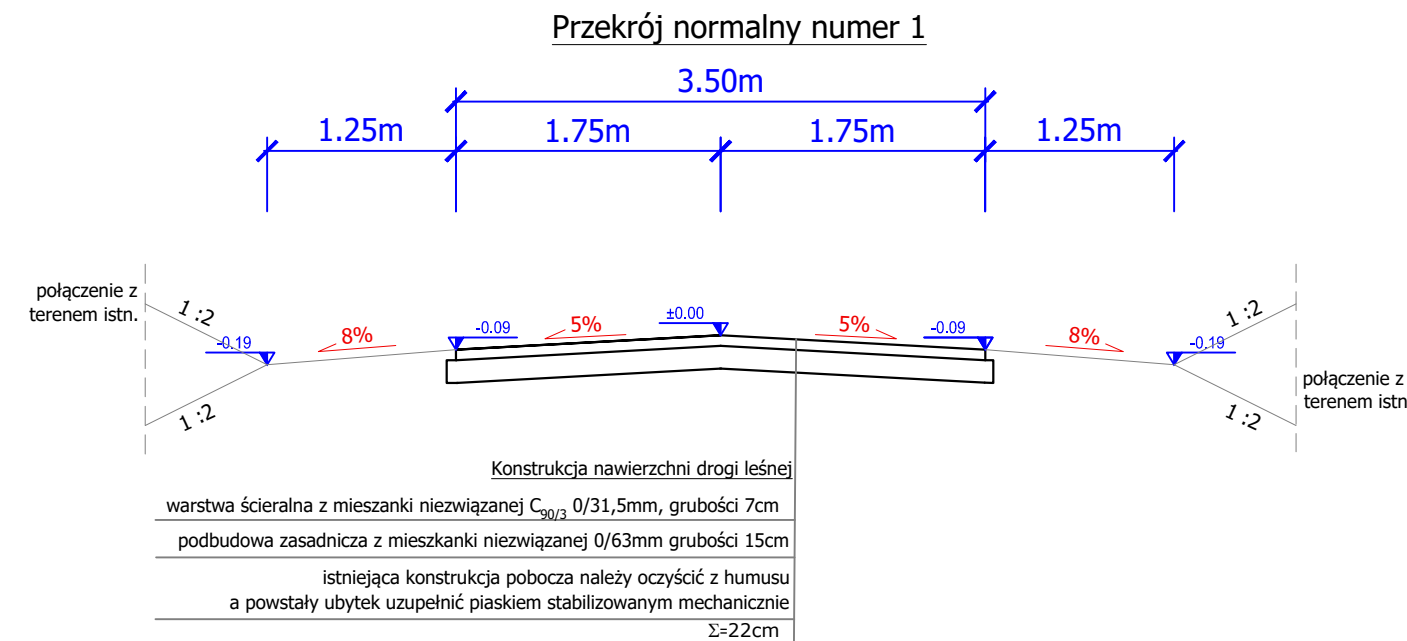 Przekrój normalny numer 1
3.50m
1.25m 1.75m 1.75m 1.25m
połączenie z
terenem istn.
1:2
-0.19
8%
-0.09
5%
±0.00
5%
-0.09
8%
-0.19
1:2
1:2
1:2
połączenie z
terenem istn
Konstrukcja nawierzchni drogi leśnej
warstwa ścieralna z mieszanki niezwiązanej C90/3 0/31,5mm, grubości 7cm
podbudowa zasadnicza z mieszkanki niezwiązanej 0/63mm grubości 15cm
istniejąca konstrukcja pobocza należy oczyścić z humusu
a powstały ubytek uzupełnić piaskiem stabilizowanym mechanicznie
Σ=22cm